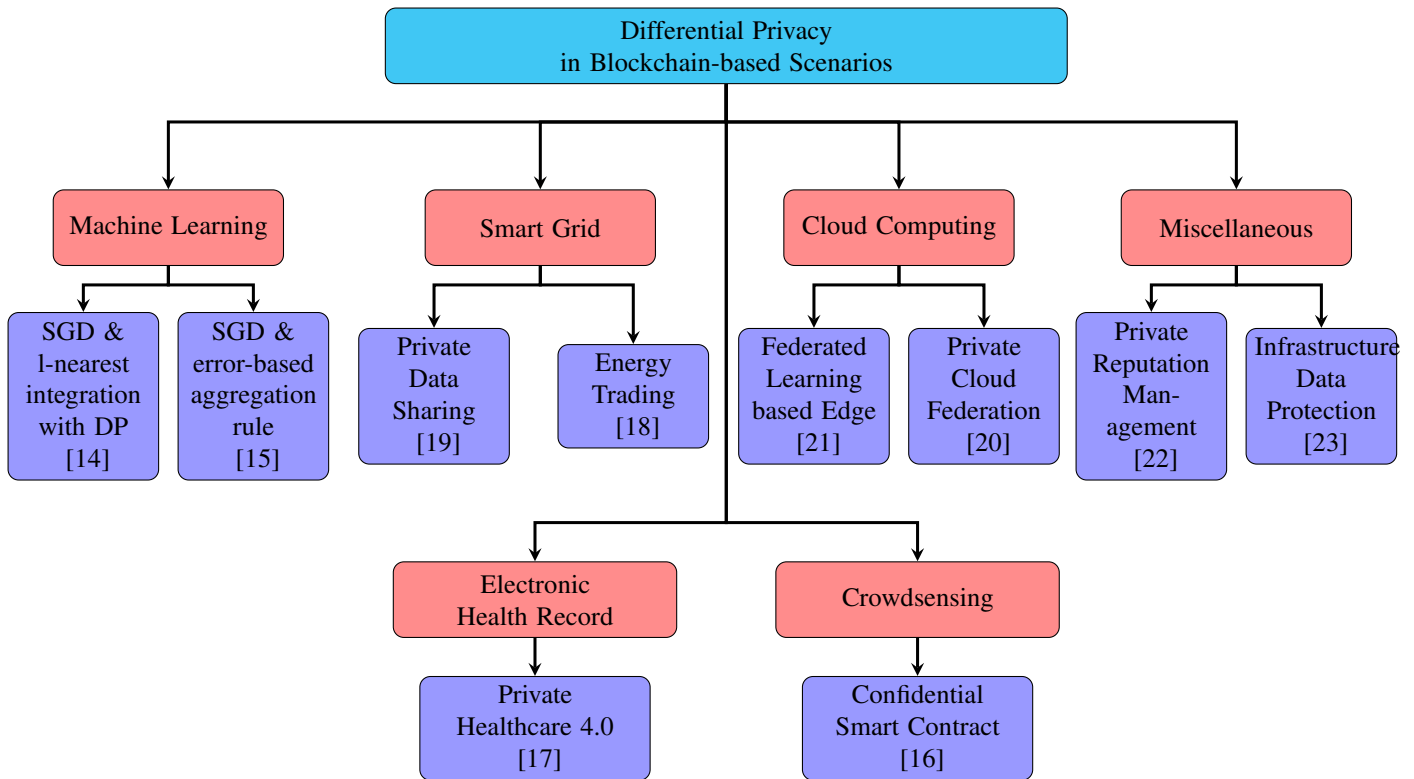 Differential Privacy
in Blockchain-based Scenarios
Machine Learning
Smart Grid
Cloud Computing
Miscellaneous
SGD &
l-nearest
integration
with DP
[14]
SGD &
error-based
aggregation
rule
[15]
Private
Data
Sharing
[19]
Energy
Trading
[18]
Federated
Learning
based Edge
[21]
Private
Cloud
Federation
[20]
Private
Reputation
Man-
agement
[22]
Infrastructure
Data
Protection
[23]
Electronic
Health Record
Crowdsensing
Private
Healthcare 4.0
[17]
Confidential
Smart Contract
[16]